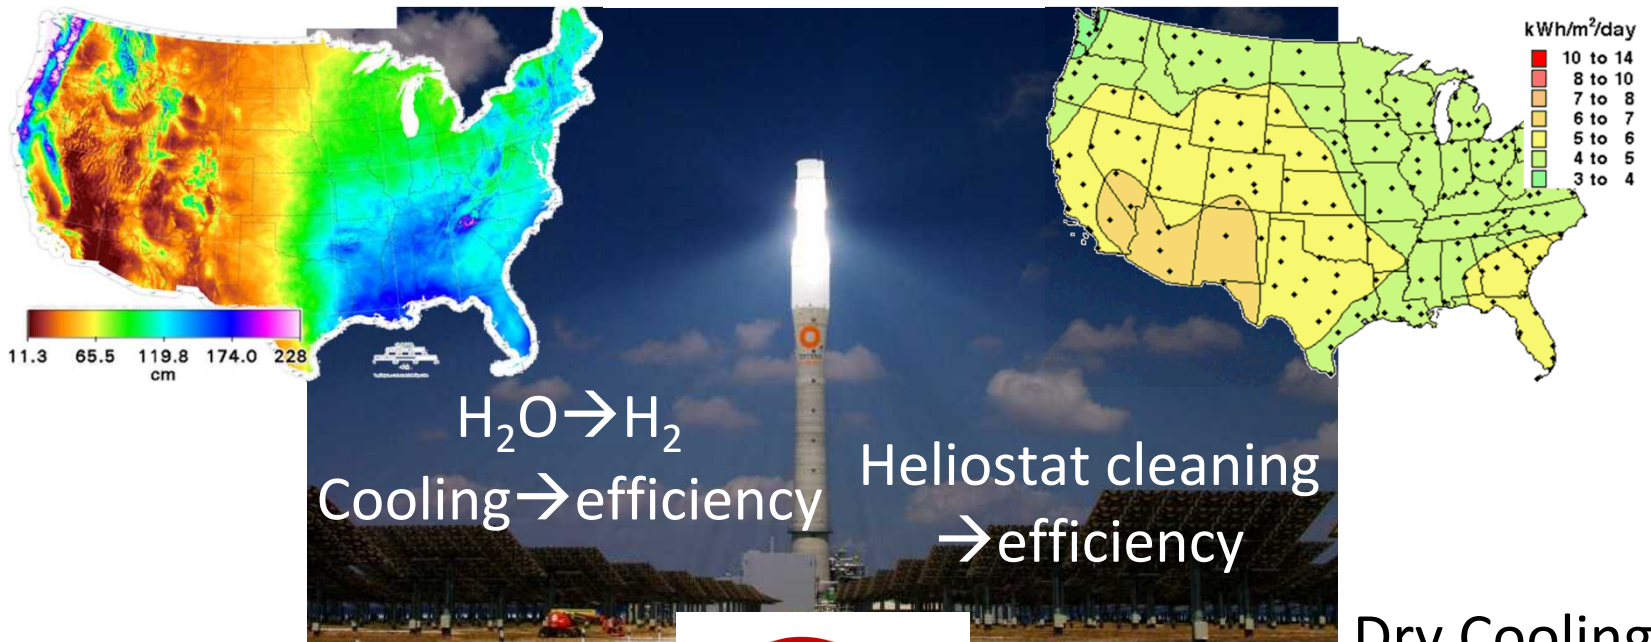 kWh/m²/day
10 to 14
8 to 10
7 to 8
6 to 7
5 to 6
4 to 5
3 to 4
11.3 65.5 119.8 174.0 228
cm
H₂O→H₂
Cooling→efficiency
Heliostat cleaning
→efficiency
Dry Cooling